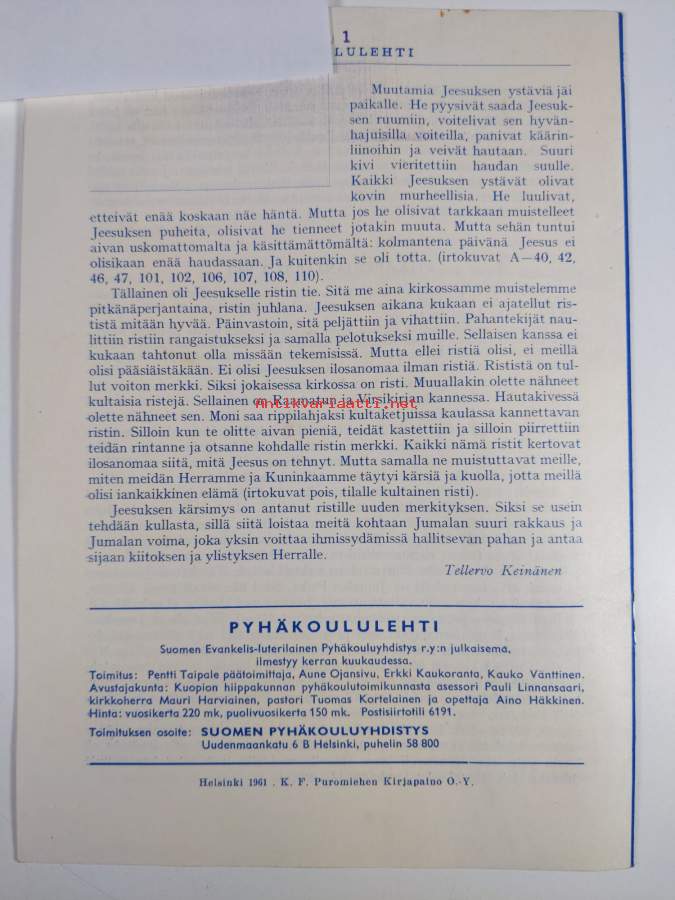 1
LULEHTI
Muutamia Jeesuksen ystäviä jäi
paikalle. He pyysivät saada Jeesuk-
sen ruumiin, voitelivat sen hyvän-
hajuisilla voiteilla, panivat käärin-
liinoihin ja veivät hautaan. Suuri
kivi vieritettiin haudan suulle.
Kaikki Jeesuksen ystävät olivat
kovin murheellisia. He luulivat,
etteivät enää koskaan näe häntä. Mutta jos he olisivat tarkkaan muistelleet
Jeesuksen puheita, olisivat he tienneet jotakin muuta. Mutta sehän tuntui
aivan uskomattomalta ja käsittämättömältä: kolmantena päivänä Jeesus ei
olisikaan enää haudassaan. Ja kuitenkin se oli totta. (irtokuvat A—40, 42,
46, 47, 101, 102, 106, 107, 108, 110).
Tällainen oli Jeesukselle ristin tie. Sitä me aina kirkossamme muistelemme
pitkänäperjantaina, ristin juhlana. Jeesuksen aikana kukaan ei ajatellut ris-
tistä mitään hyvää. Päinvastoin, sitä peljättiin ja vihattiin. Pahantekijät nau-
littiin ristiin rangaistukseksi ja samalla pelotukseksi muille. Sellaisen kanssa ei
kukaan tahtonut olla missään tekemisissä. Mutta ellei ristiä olisi, ei meillä
olisi pääsiäistäkään. Ei olisi Jeesuksen ilosanomaa ilman ristiä. Rististä on tul-
lut voiton merkki. Siksi jokaisessa kirkossa on risti. Muuallakin olette nähneet
kultaisia ristejä. Sellainen on Raamatun ja Virsikirjan kannessa. Hautakivessä
olette nähneet sen. Moni saa rippilahjaksi kultaketjuissa kaulassa kannettavan
ristin. Silloin kun te olitte aivan pieniä, teidät kastettiin ja silloin piirrettiin
teidän rintanne ja otsanne kohdalle ristin merkki. Kaikki nämä ristit kertovat
ilosanomaa siitä, mitä Jeesus on tehnyt. Mutta samalla ne muistuttavat meille,
miten meidän Herramme ja Kuninkaamme täytyi kärsiä ja kuolla, jotta meillä
olisi iankaikkinen elämä (irtokuvat pois, tilalle kultainen risti).
Jeesuksen kärsimys on antanut ristille uuden merkityksen. Siksi se usein
tehdään kullasta, sillä siitä loistaa meitä kohtaan Jumalan suuri rakkaus ja
Jumalan voima, joka yksin voittaa ihmissydämissä hallitsevan pahan ja antaa
sijaan kiitoksen ja ylistyksen Herralle.
Tellervo Keinänen
PYHÄKOULULEHTI
Suomen Evankelis-luterilainen Pyhäkouluyhdistys r.y:n julkaisema,
ilmestyy kerran kuukaudessa.
Toimitus: Pentti Taipale päätoimittaja, Aune Ojansivu, Erkki Kaukoranta, Kauko Vänttinen.
Avustajakunta: Kuopion hiippakunnan pyhäkoulutoimikunnasta asessori Pauli Linnansaari,
kirkkoherra Mauri Harviainen, pastori Tuomas Kortelainen ja opettaja Aino Häkkinen.
Hinta: vuosikerta 220 mk, puolivuosikerta 150 mk. Postisiirtotili 6191.
Toimituksen osoite: SUOMEN PYHÄKOULUYHDISTYS
Uudenmaankatu 6 B Helsinki, puhelin 58 800
Helsinki 1961 . K. F. Puromiehen Kirjapaino O.-Y.
Antikvariaatti.net